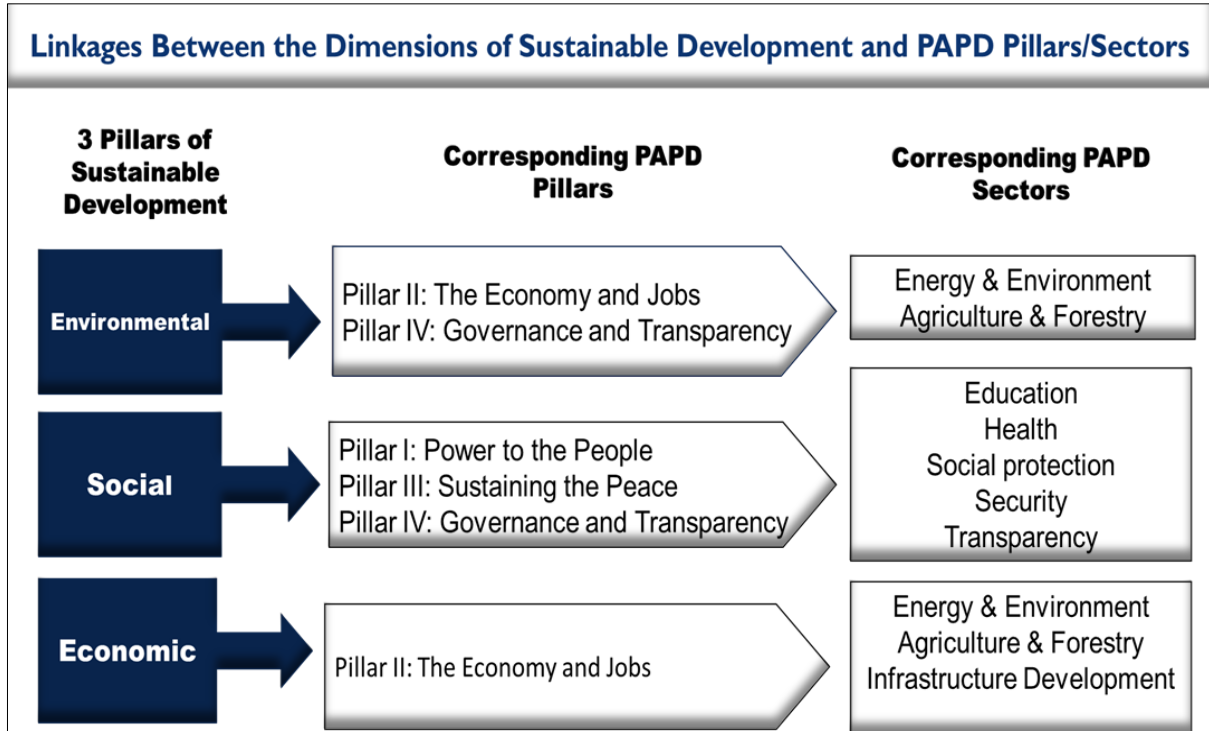 Linkages Between the Dimensions of Sustainable Development and PAPD Pillars/Sectors
3 Pillars of
Sustainable
Development
Corresponding PAPD
Pillars
Corresponding PAPD
Sectors
Environmental
Pillar II: The Economy and Jobs
Pillar IV: Governance and Transparency
Energy & Environment
Agriculture & Forestry
Social
Pillar I: Power to the People
Pillar III: Sustaining the Peace
Pillar IV: Governance and Transparency
Education
Health
Social protection
Security
Transparency
Economic
Pillar II: The Economy and Jobs
Energy & Environment
Agriculture & Forestry
Infrastructure Development